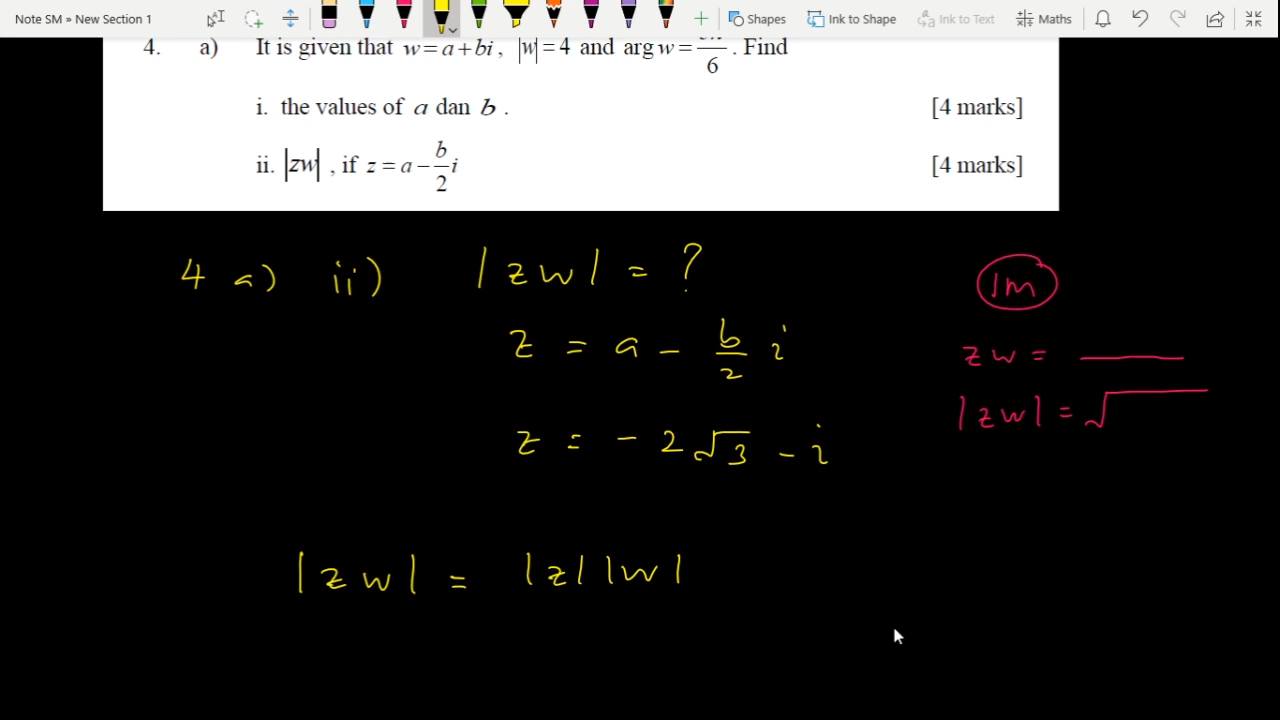 Note SM » New Section 1
Shapes Ink to Shape Ink to Text Maths
4. a) It is given that w = a + bi, |w| = 4 and arg w = /6. Find
i. the values of a dan b. [4 marks]
ii. |zw|, if z = a − b/2 i [4 marks]
4 a) ii) |zw| = ?
z = a − b/2 i
z = −2√3 − i
|zw| = |z||w|
1m
zw = ____
|zw| = √